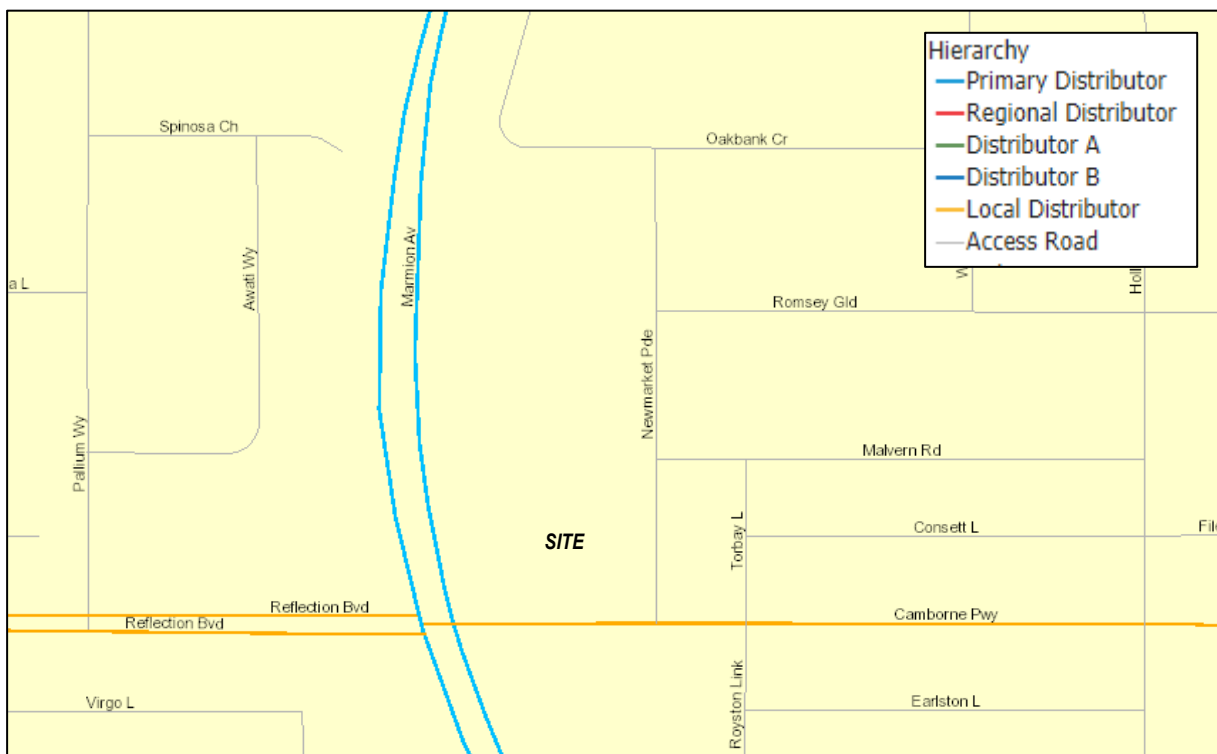 Hierarchy
Primary Distributor
Regional Distributor
Distributor A
Distributor B
Local Distributor
Access Road
Spinosa Ch
Oakbank Cr
Marmion Av
Awati Wy
a L
W
Holl
Romsey Gld
Newmarket Pde
Pallium Wy
Malvern Rd
Torbay L
Consett L
File
SITE
Reflection Bvd
Reflection Bvd
Camborne Pwy
Royston Link
Virgo L
Earlston L